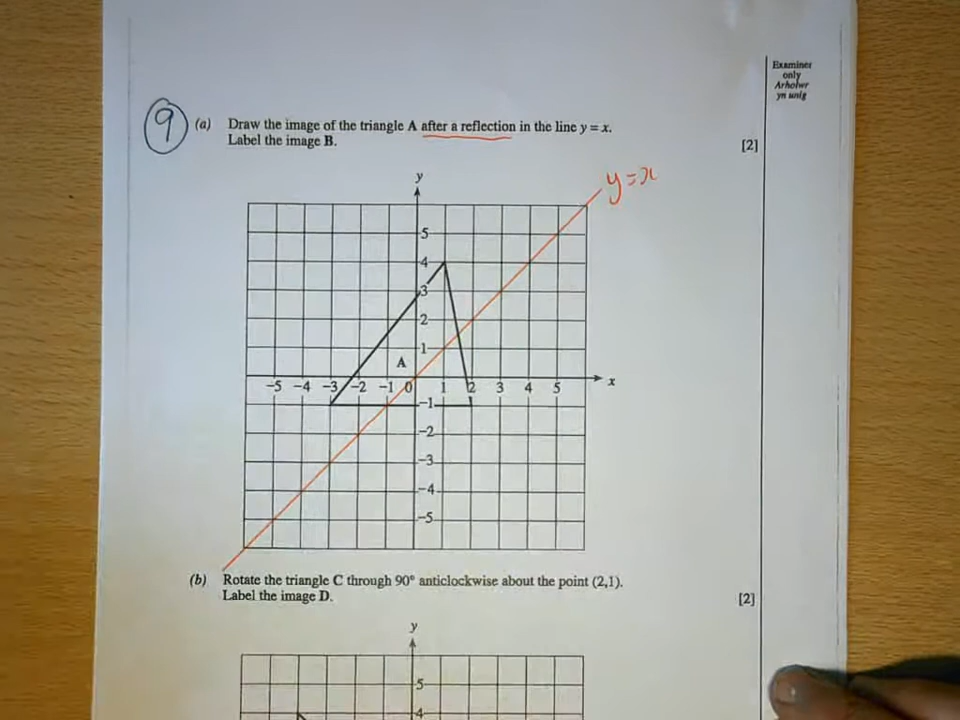 Examiner
only
Arholwr
yn unig
9
(a) Draw the image of the triangle A after a reflection in the line y = x.
Label the image B.
[2]
y
y=x
5
4
3
2
1
A
-5 -4 -3 -2 -1 0 1 2 3 4 5 x
-1
-2
-3
-4
-5
(b) Rotate the triangle C through 90° anticlockwise about the point (2,1).
Label the image D.
[2]
y
5
4